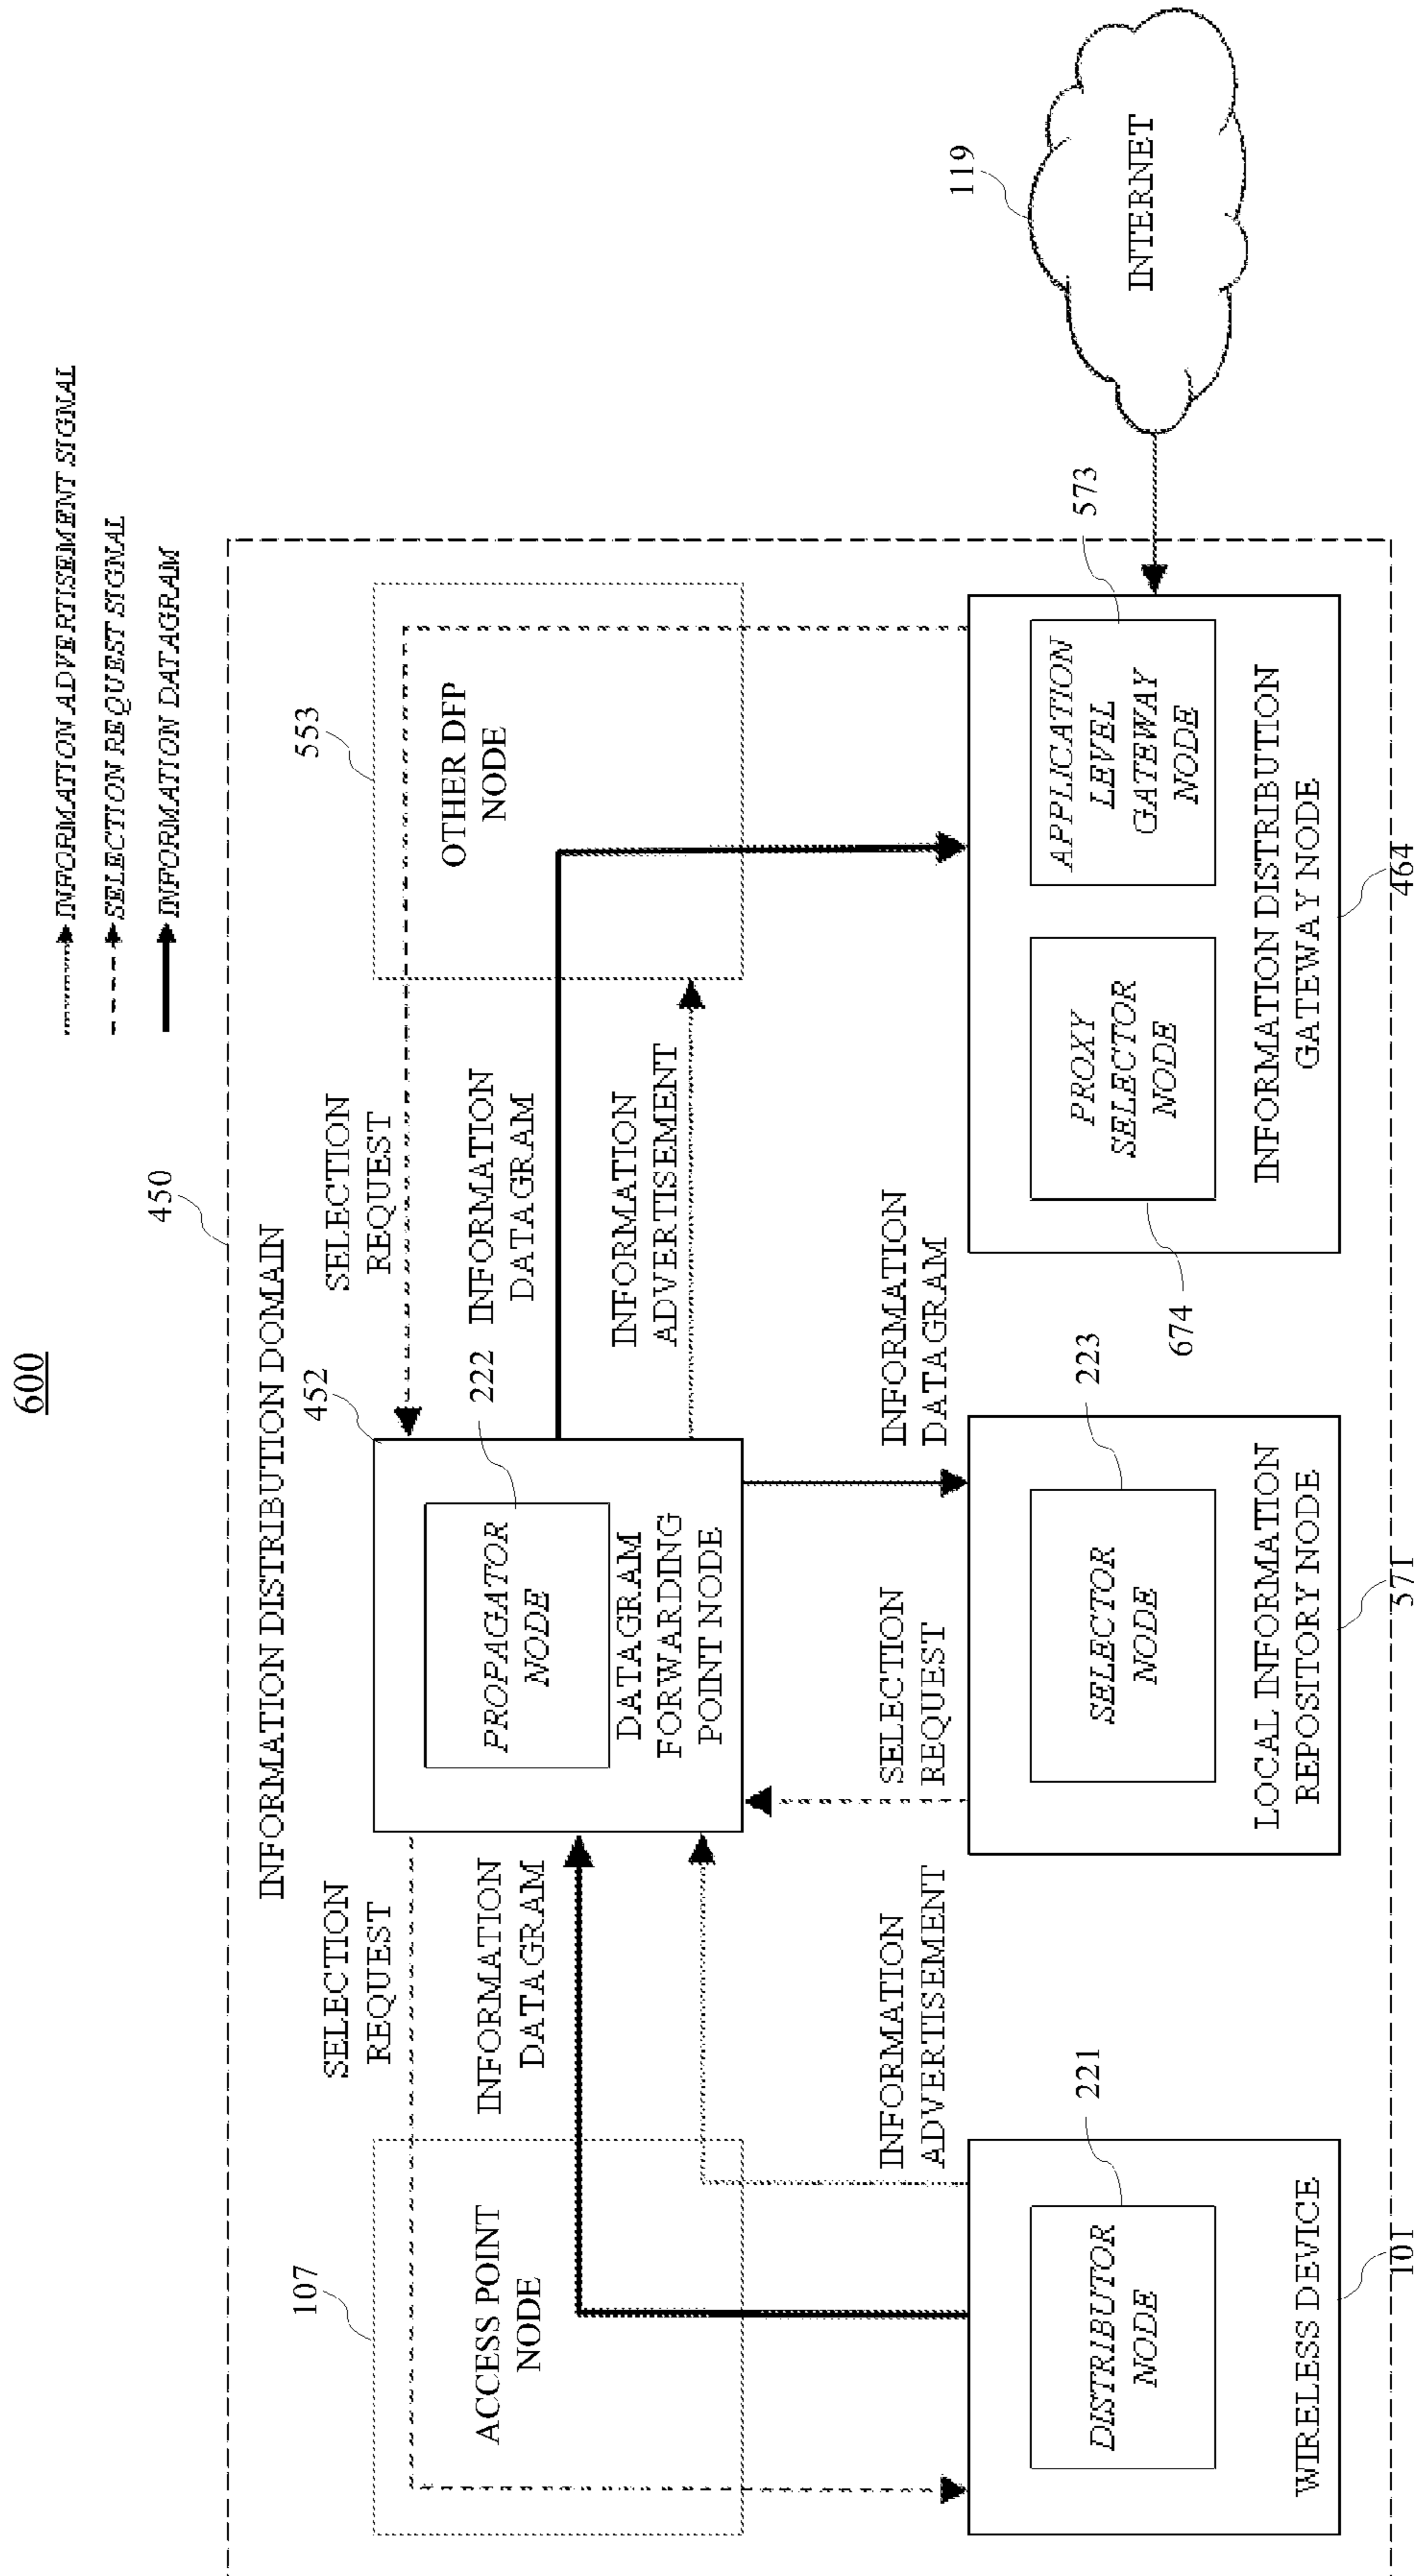 600
INFORMATION ADVERTISEMENT SIGNAL
SELECTION REQUEST SIGNAL
INFORMATION DATAGRAM
450
INFORMATION DISTRIBUTION DOMAIN
107
ACCESS POINT
NODE
SELECTION
REQUEST
INFORMATION
DATAGRAM
452
222
PROPAGATOR
NODE
DATAGRAM
FORWARDING
POINT NODE
SELECTION
REQUEST
INFORMATION
DATAGRAM
INFORMATION
ADVERTISEMENT
553
OTHER DFP
NODE
INFORMATION
ADVERTISEMENT
SELECTION
REQUEST
INFORMATION
DATAGRAM
221
DISTRIBUTOR
NODE
WIRELESS DEVICE
101
223
SELECTOR
NODE
LOCAL INFORMATION
REPOSITORY NODE
571
674
PROXY
SELECTOR
NODE
573
APPLICATION
LEVEL
GATEWAY
NODE
INFORMATION DISTRIBUTION
GATEWAY NODE
464
119
INTERNET